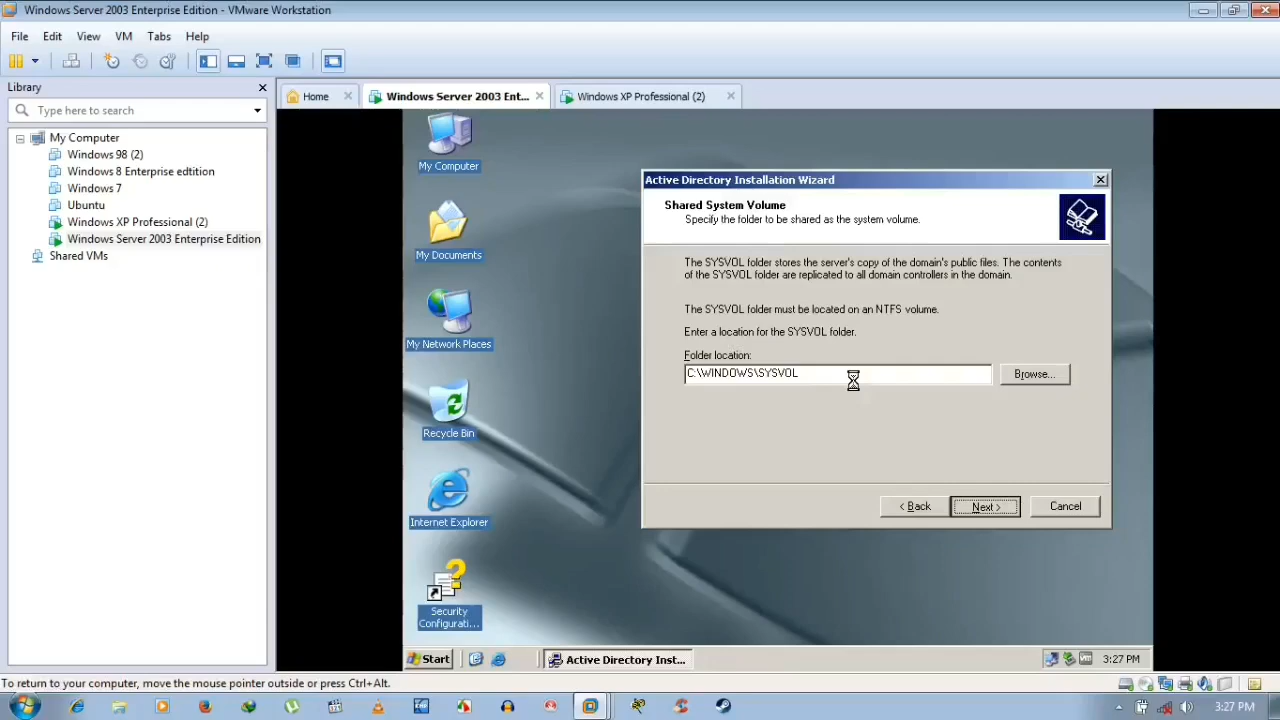 Windows Server 2003 Enterprise Edition - VMware Workstation
File Edit View VM Tabs Help
Library
Type here to search
My Computer
Windows 98 (2)
Windows 8 Enterprise edtition
Windows 7
Ubuntu
Windows XP Professional (2)
Windows Server 2003 Enterprise Edition
Shared VMs
Home
Windows Server 2003 Ent...
Windows XP Professional (2)
My Computer
My Documents
My Network Places
Recycle Bin
Internet Explorer
Security
Configurati...
Active Directory Installation Wizard
Shared System Volume
Specify the folder to be shared as the system volume.
The SYSVOL folder stores the server's copy of the domain's public files. The contents
of the SYSVOL folder are replicated to all domain controllers in the domain.
The SYSVOL folder must be located on an NTFS volume.
Enter a location for the SYSVOL folder.
Folder location:
C:\WINDOWS\SYSVOL
Browse...
< Back
Next >
Cancel
Start
Active Directory Inst...
3:27 PM
To return to your computer, move the mouse pointer outside or press Ctrl+Alt.
3:27 PM